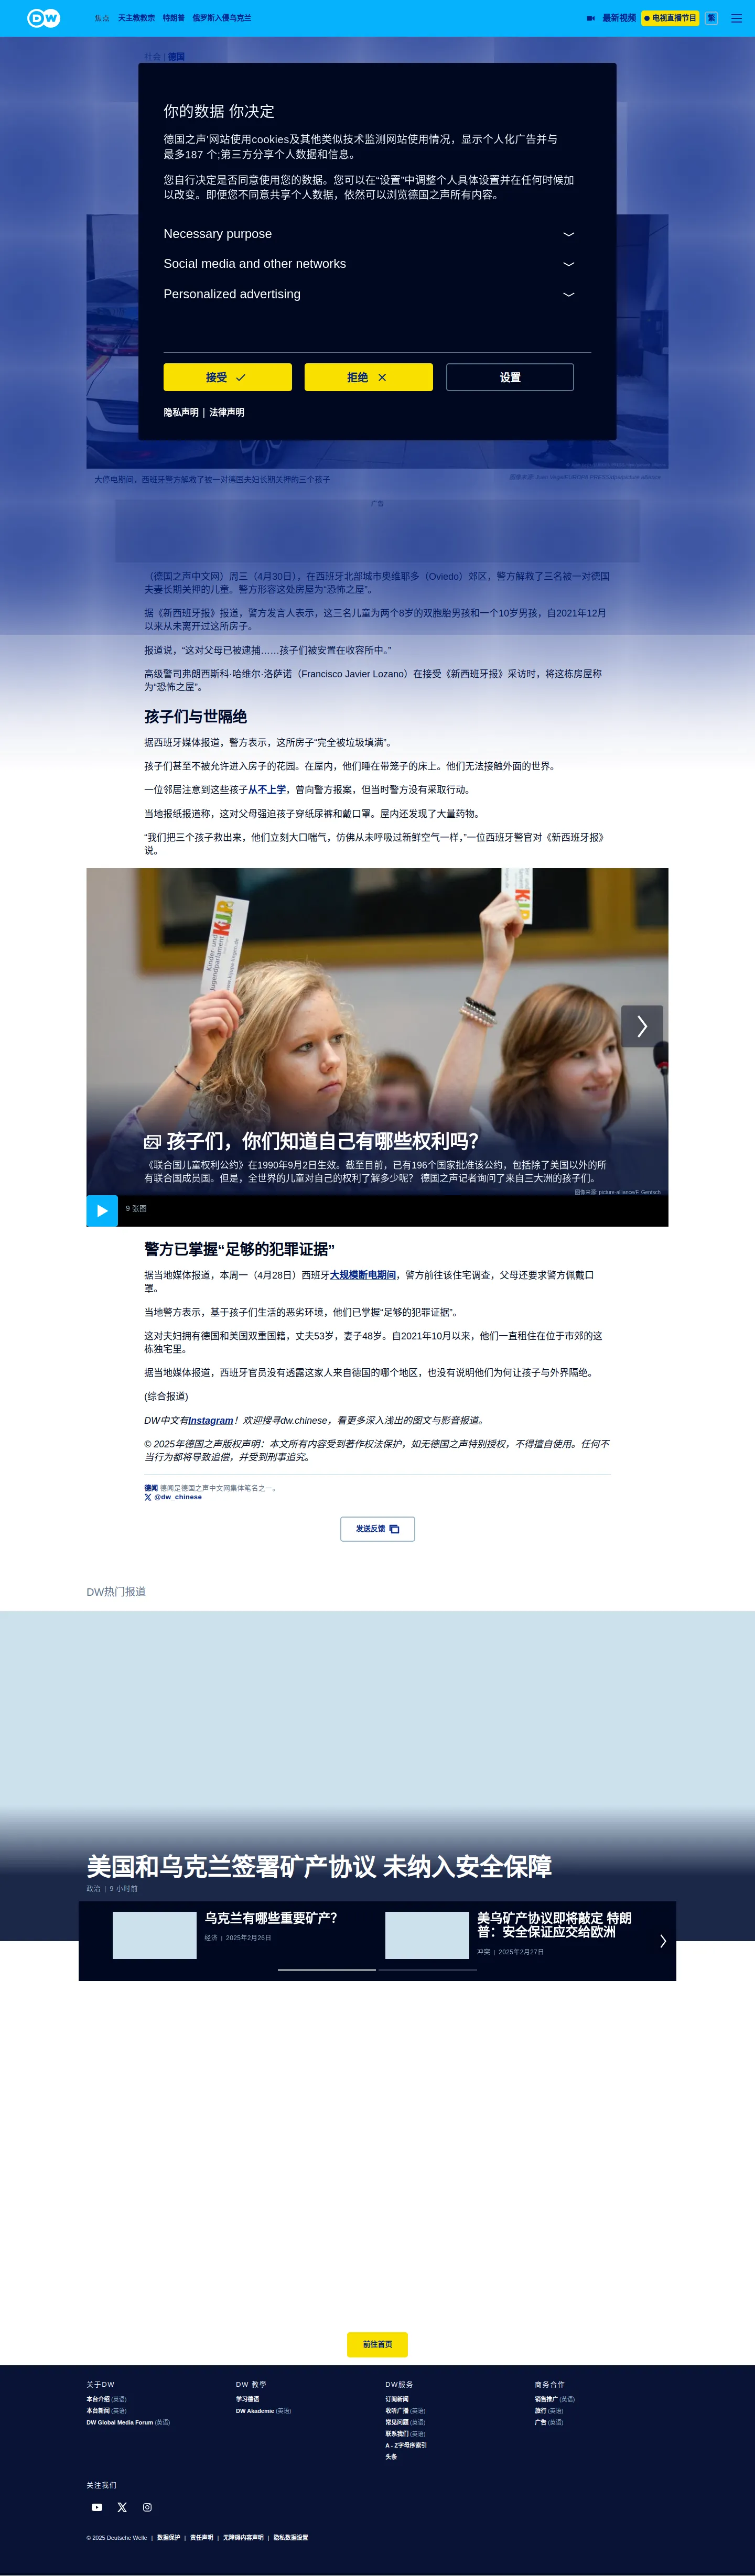 DW
焦点 天主教教宗 特朗普 俄罗斯入侵乌克兰
最新视频 电视直播节目 繁
社会 | 德国
你的数据 你决定
德国之声'网站使用cookies及其他类似技术监测网站使用情况，显示个人化广告并与
最多187 个;第三方分享个人数据和信息。
您自行决定是否同意使用您的数据。您可以在“设置”中调整个人具体设置并在任何时候加
以改变。即便您不同意共享个人数据，依然可以浏览德国之声所有内容。
Necessary purpose
Social media and other networks
Personalized advertising
接受
拒绝
设置
隐私声明 | 法律声明
大停电期间，西班牙警方解救了被一对德国夫妇长期关押的三个孩子
广告
（德国之声中文网）周三（4月30日），在西班牙北部城市奥维耶多（Oviedo）郊区，警方解救了三名被一对德国
夫妻长期关押的儿童。警方形容这处房屋为“恐怖之屋”。
据《新西班牙报》报道，警方发言人表示，这三名儿童为两个8岁的双胞胎男孩和一个10岁男孩，自2021年12月
以来从未离开过这所房子。
报道说，“这对父母已被逮捕……孩子们被安置在收容所中。”
高级警司弗朗西斯科·哈维尔·洛萨诺（Francisco Javier Lozano）在接受《新西班牙报》采访时，将这栋房屋称
为“恐怖之屋”。
孩子们与世隔绝
据西班牙媒体报道，警方表示，这所房子“完全被垃圾填满”。
孩子们甚至不被允许进入房子的花园。在屋内，他们睡在带笼子的床上。他们无法接触外面的世界。
一位邻居注意到这些孩子从不上学，曾向警方报案，但当时警方没有采取行动。
当地报纸报道称，这对父母强迫孩子穿纸尿裤和戴口罩。屋内还发现了大量药物。
“我们把三个孩子救出来，他们立刻大口喘气，仿佛从未呼吸过新鲜空气一样，”一位西班牙警官对《新西班牙报》
说。
Kinder- und
Jugendparlament
KiJuPa
孩子们，你们知道自己有哪些权利吗？
《联合国儿童权利公约》在1990年9月2日生效。截至目前，已有196个国家批准该公约，包括除了美国以外的所
有联合国成员国。但是，全世界的儿童对自己的权利了解多少呢？ 德国之声记者询问了来自三大洲的孩子们。
图像来源: picture-alliance/F. Gentsch
9 张图
警方已掌握“足够的犯罪证据”
据当地媒体报道，本周一（4月28日）西班牙大规模断电期间，警方前往该住宅调查，父母还要求警方佩戴口
罩。
当地警方表示，基于孩子们生活的恶劣环境，他们已掌握“足够的犯罪证据”。
这对夫妇拥有德国和美国双重国籍，丈夫53岁，妻子48岁。自2021年10月以来，他们一直租住在位于市郊的这
栋独宅里。
据当地媒体报道，西班牙官员没有透露这家人来自德国的哪个地区，也没有说明他们为何让孩子与外界隔绝。
(综合报道)
DW中文有Instagram！欢迎搜寻dw.chinese，看更多深入浅出的图文与影音报道。
© 2025年德国之声版权声明：本文所有内容受到著作权法保护，如无德国之声特别授权，不得擅自使用。任何不
当行为都将导致追偿，并受到刑事追究。
德闻 德闻是德国之声中文网集体笔名之一。
@dw_chinese
发送反馈
DW热门报道
美国和乌克兰签署矿产协议 未纳入安全保障
政治 | 9 小时前
乌克兰有哪些重要矿产？
经济 | 2025年2月26日
美乌矿产协议即将敲定 特朗
普：安全保证应交给欧洲
冲突 | 2025年2月27日
前往首页
关于DW
本台介绍 (英语)
本台新闻 (英语)
DW Global Media Forum (英语)
DW 教學
学习德语
DW Akademie (英语)
DW服务
订阅新闻
收听广播 (英语)
常见问题 (英语)
联系我们 (英语)
A - Z字母序索引
头条
商务合作
销售推广 (英语)
旅行 (英语)
广告 (英语)
关注我们
© 2025 Deutsche Welle | 数据保护 | 责任声明 | 无障碍内容声明 | 隐私数据设置